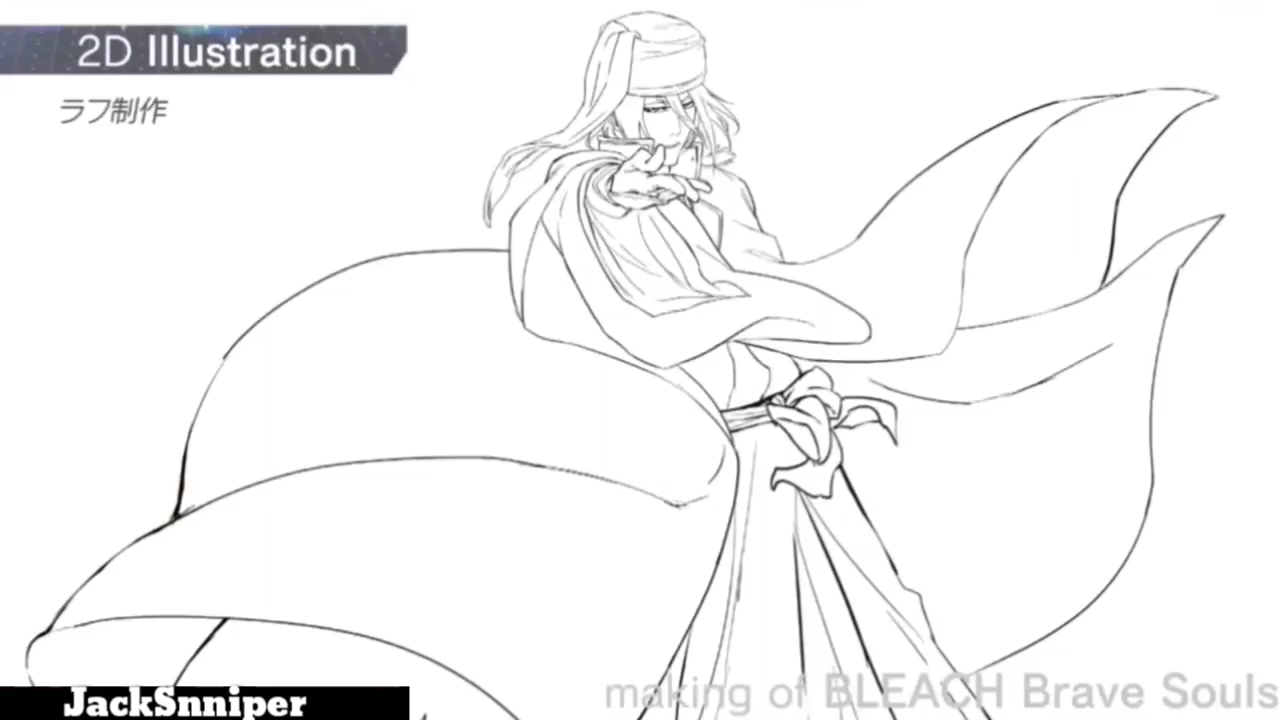 2D Illustration
ラフ制作
JackSnniper
making of BLEACH Brave Souls